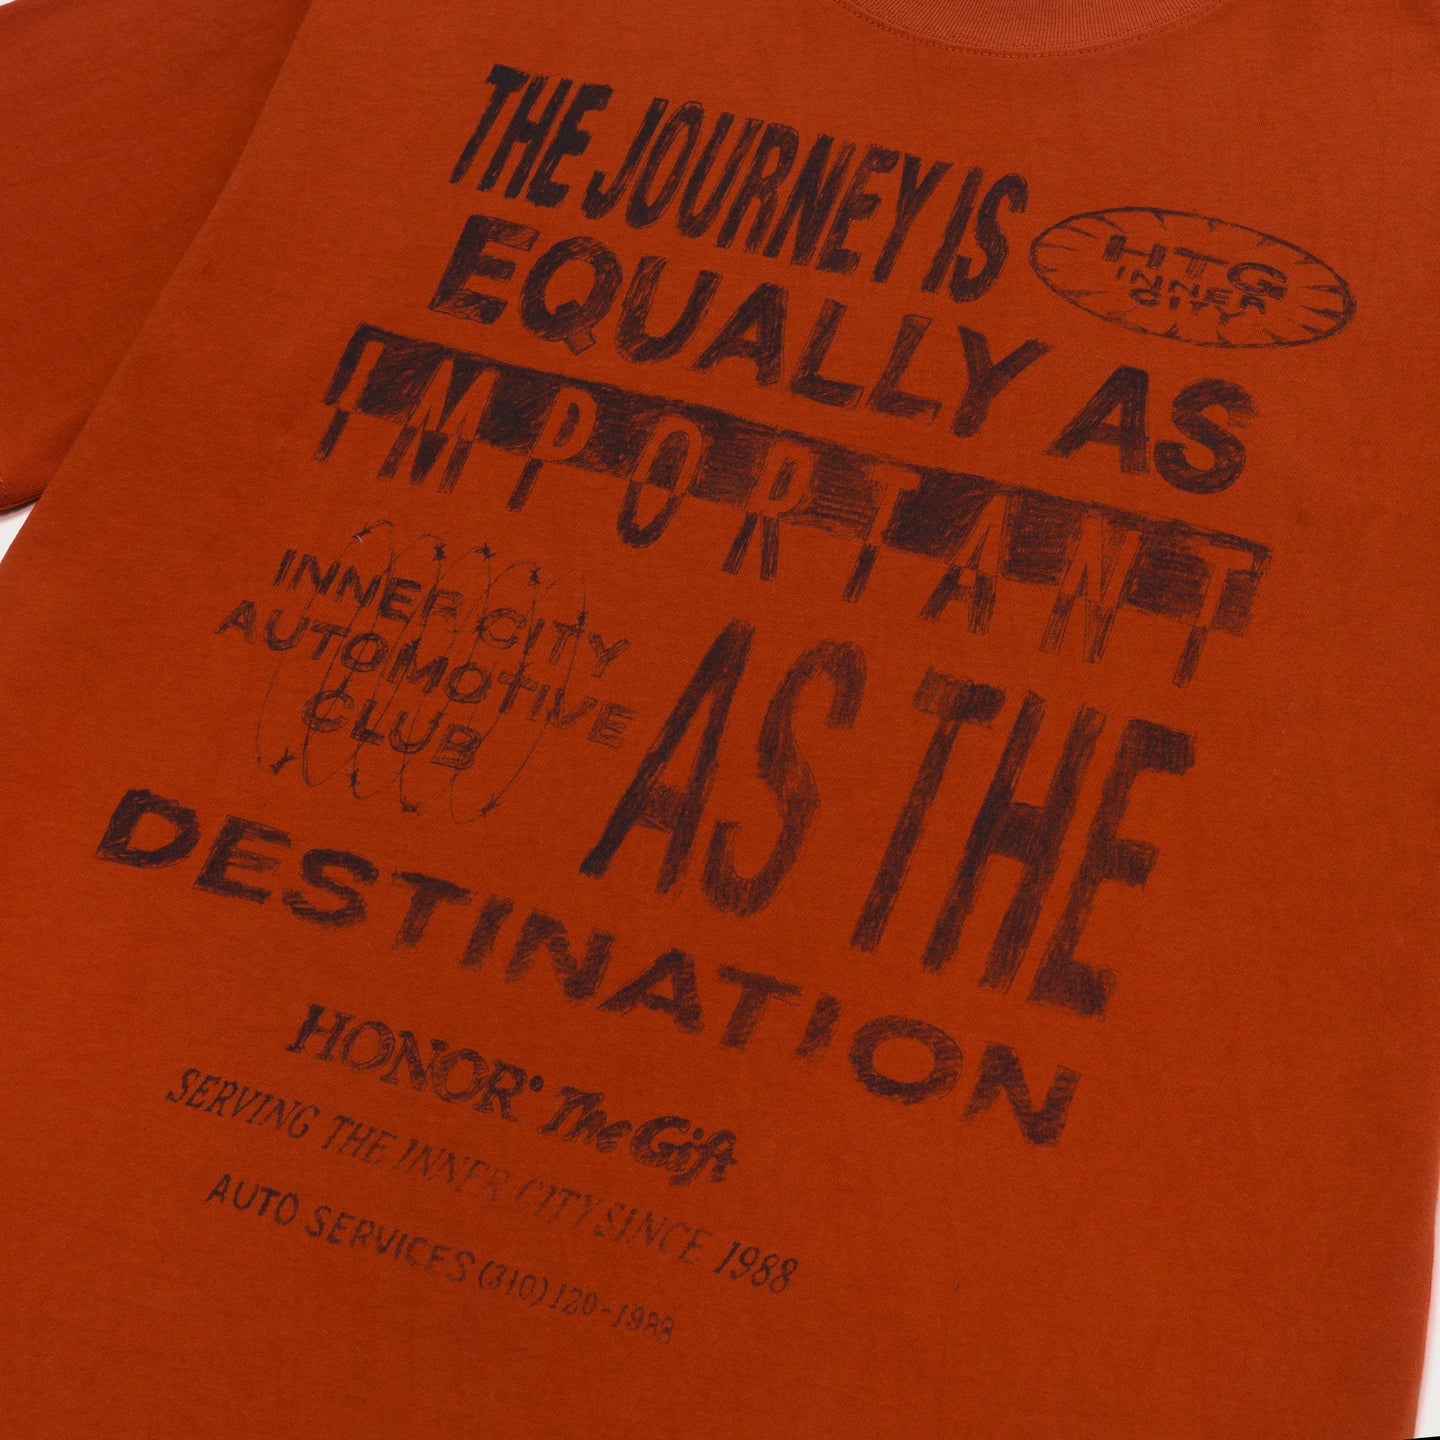 THE JOURNEY IS
HTG
INNER
CITY
EQUALLY AS
IMPORTANT
INNER CITY
AUTOMOTIVE
CLUB
AS THE
DESTINATION
HONOR® The Gift
SERVING THE INNER CITY SINCE 1988
AUTO SERVICES (310) 120-1988